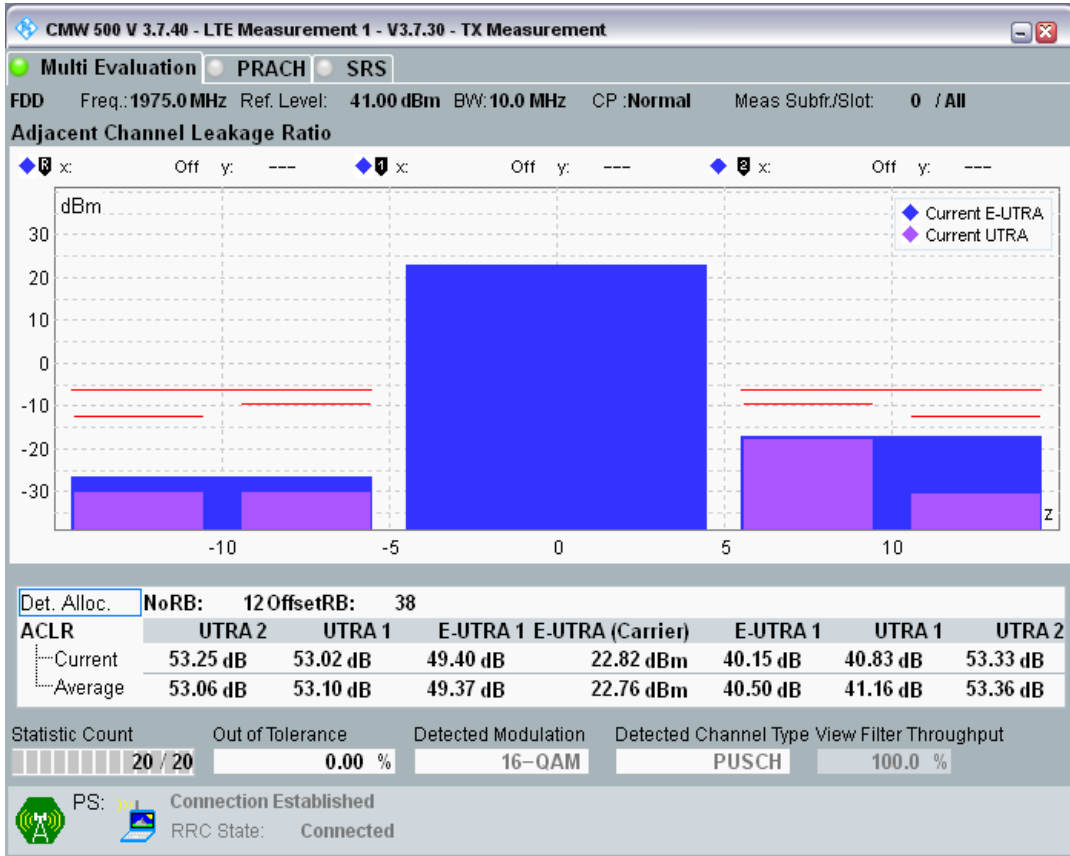 CMW 500 V 3.7.40 - LTE Measurement 1 - V3.7.30 - TX Measurement
Multi Evaluation PRACH SRS
FDD Freq.: 1975.0 MHz Ref. Level: 41.00 dBm BW: 10.0 MHz CP :Normal Meas Subfr./Slot: 0 / All
Adjacent Channel Leakage Ratio
R x: Off y: --- 1 x: Off y: --- 2 x: Off y: ---
dBm
Current E-UTRA
Current UTRA
30
20
10
0
-10
-20
-30
z
-10 -5 0 5 10
Det. Alloc. NoRB: 12 OffsetRB: 38
ACLR UTRA 2 UTRA 1 E-UTRA 1 E-UTRA (Carrier) E-UTRA 1 UTRA 1 UTRA 2
Current 53.25 dB 53.02 dB 49.40 dB 22.82 dBm 40.15 dB 40.83 dB 53.33 dB
Average 53.06 dB 53.10 dB 49.37 dB 22.76 dBm 40.50 dB 41.16 dB 53.36 dB
Statistic Count Out of Tolerance Detected Modulation Detected Channel Type View Filter Throughput
20 / 20 0.00 % 16-QAM PUSCH 100.0 %
PS: Connection Established
RRC State: Connected